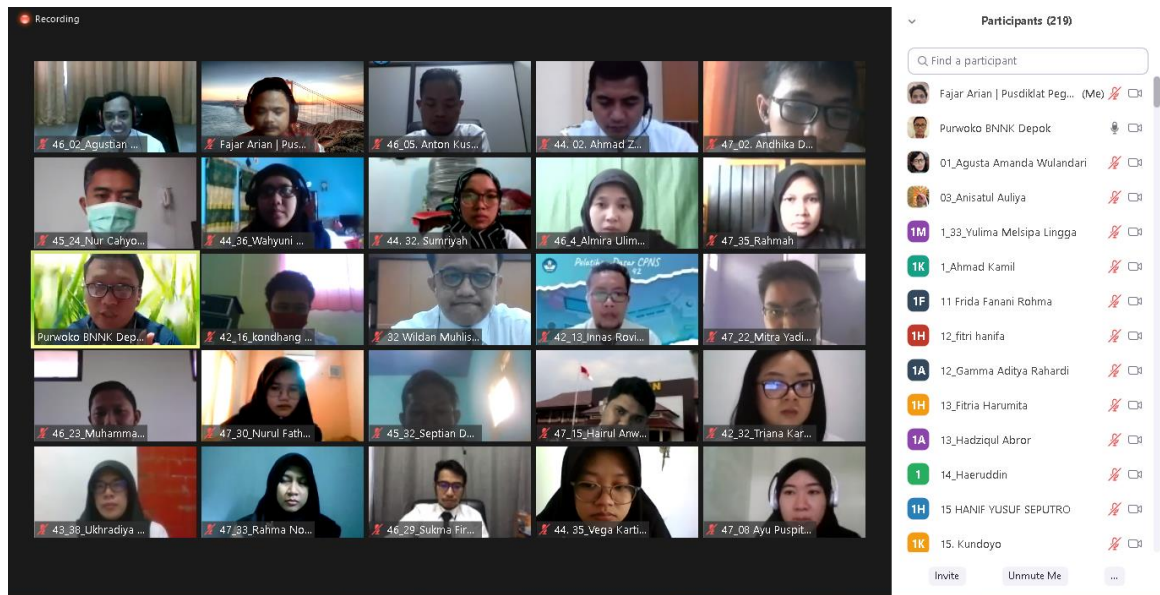 Recording
46_02_Agustian ...
Fajar Arian | Pus...
46_05. Anton Kus...
44. 02. Ahmad Z...
47_02. Andhika D...
45_24_Nur Cahyo...
44_36_Wahyuni ...
44. 32. Sumriyah
46_4_Almira Ulim...
47_35_Rahmah
Pelatihan Dasar CPNS
42
Purwoko BNNK Dep...
42_16_kondhang ...
32 Wildan Muhlis...
42_13_Innas Rovi...
47_22_Mitra Yadi...
46_23_Muhamma...
47_30_Nurul Fath...
45_32_Septian D...
47_15_Hairul Anw...
42_32_Triana Kar...
43_38_Ukhradiya ...
47_33_Rahma No...
46_29_Sukma Fir...
44. 35_Vega Karti...
47_08 Ayu Puspit...
Participants (219)
Find a participant
Fajar Arian | Pusdiklat Peg... (Me)
Purwoko BNNK Depok
01_Agusta Amanda Wulandari
03_Anisatul Auliya
1M 1_33_Yulima Melsipa Lingga
1K 1_Ahmad Kamil
1F 11 Frida Fanani Rohma
1H 12_fitri hanifa
1A 12_Gamma Aditya Rahardi
1H 13_Fitria Harumita
1A 13_Hadziqul Abror
1 14_Haeruddin
1H 15 HANIF YUSUF SEPUTRO
1K 15. Kundoyo
Invite Unmute Me ...